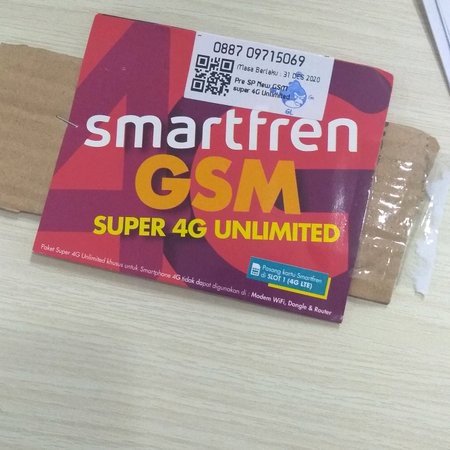 0887 09715069
Masa Berlaku : 31 DES 2020
Pre SP New GSM
super 4G Unlimited
4G
smartfren
GSM
SUPER 4G UNLIMITED
Pasang kartu Smartfren
di SLOT 1 (4G LTE)
Paket Super 4G Unlimited khusus untuk Smartphone 4G tidak dapat digunakan di : Modem WiFi, Dongle & Router